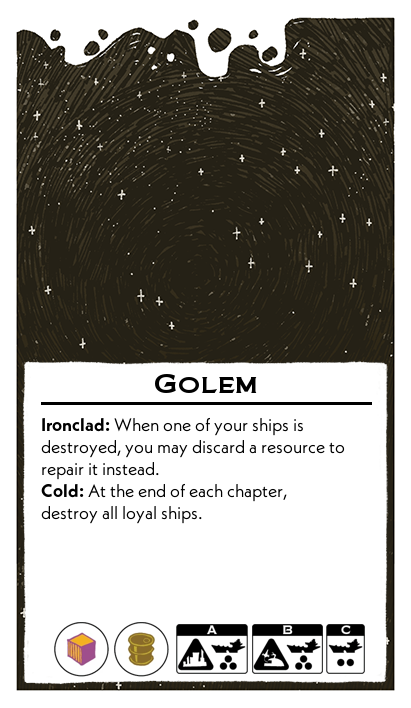 GOLEM
Ironclad: When one of your ships is
destroyed, you may discard a resource to
repair it instead.
Cold: At the end of each chapter,
destroy all loyal ships.
A B C